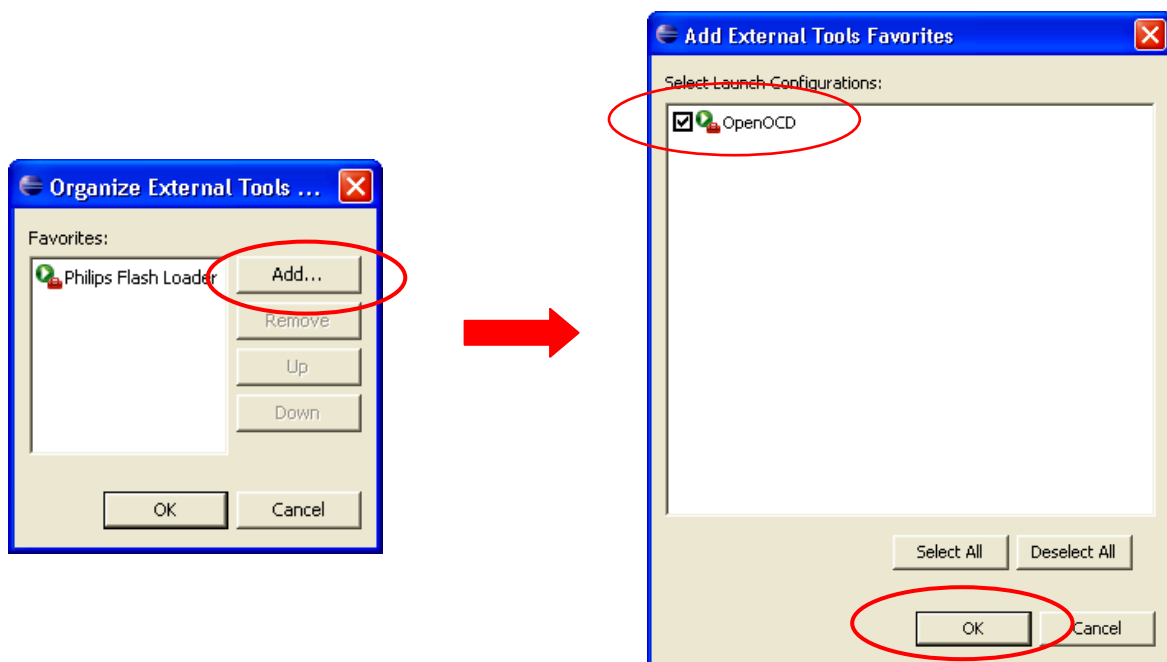 Organize External Tools ...
Favorites:
Philips Flash Loader
Add...
Remove
Up
Down
OK
Cancel
Add External Tools Favorites
Select Launch Configurations:
OpenOCD
Select All
Deselect All
OK
Cancel